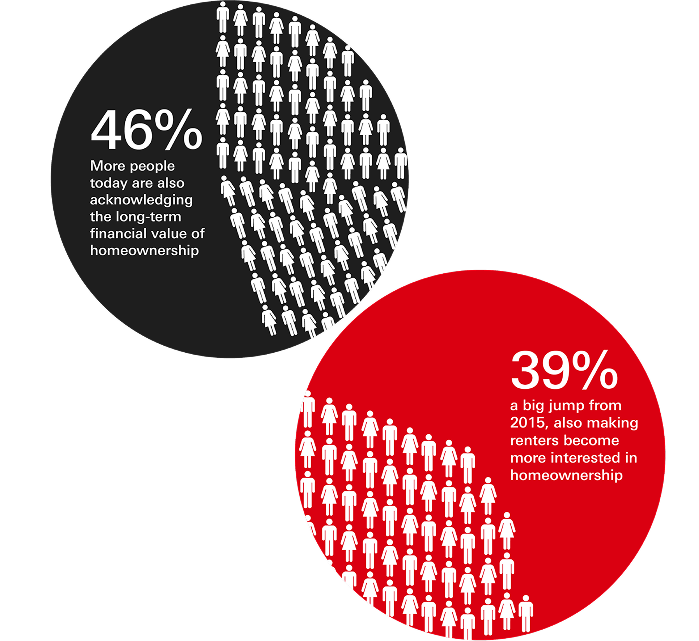 46%
More people
today are also
acknowledging
the long-term
financial value of
homeownership
39%
a big jump from
2015, also making
renters become
more interested in
homeownership